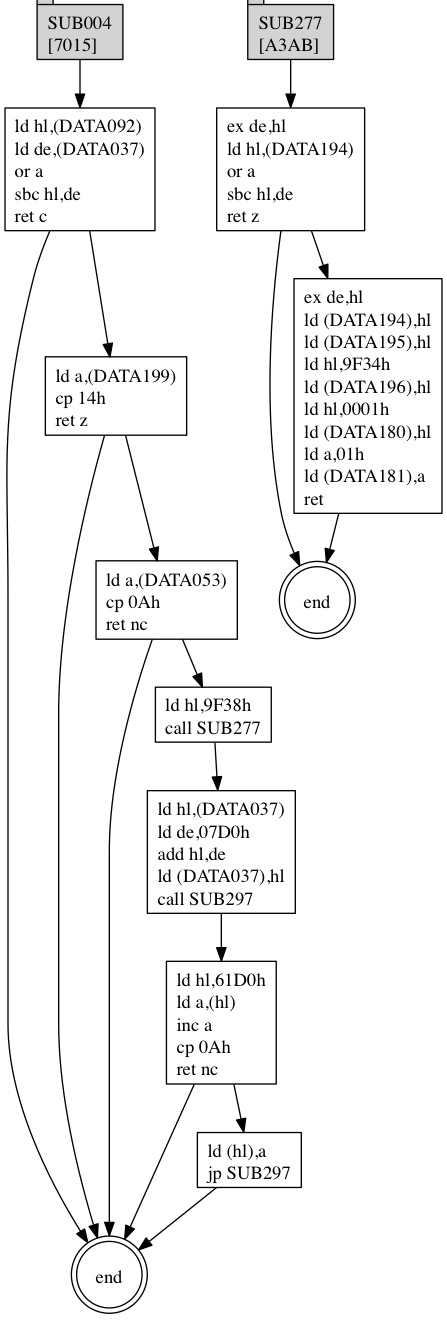 SUB004
[7015]
ld hl,(DATA092)
ld de,(DATA037)
or a
sbc hl,de
ret c
ld a,(DATA199)
cp 14h
ret z
ld a,(DATA053)
cp 0Ah
ret nc
ld hl,9F38h
call SUB277
ld hl,(DATA037)
ld de,07D0h
add hl,de
ld (DATA037),hl
call SUB297
ld hl,61D0h
ld a,(hl)
inc a
cp 0Ah
ret nc
ld (hl),a
jp SUB297
end
SUB277
[A3AB]
ex de,hl
ld hl,(DATA194)
or a
sbc hl,de
ret z
ex de,hl
ld (DATA194),hl
ld (DATA195),hl
ld hl,9F34h
ld (DATA196),hl
ld hl,0001h
ld (DATA180),hl
ld a,01h
ld (DATA181),a
ret
end